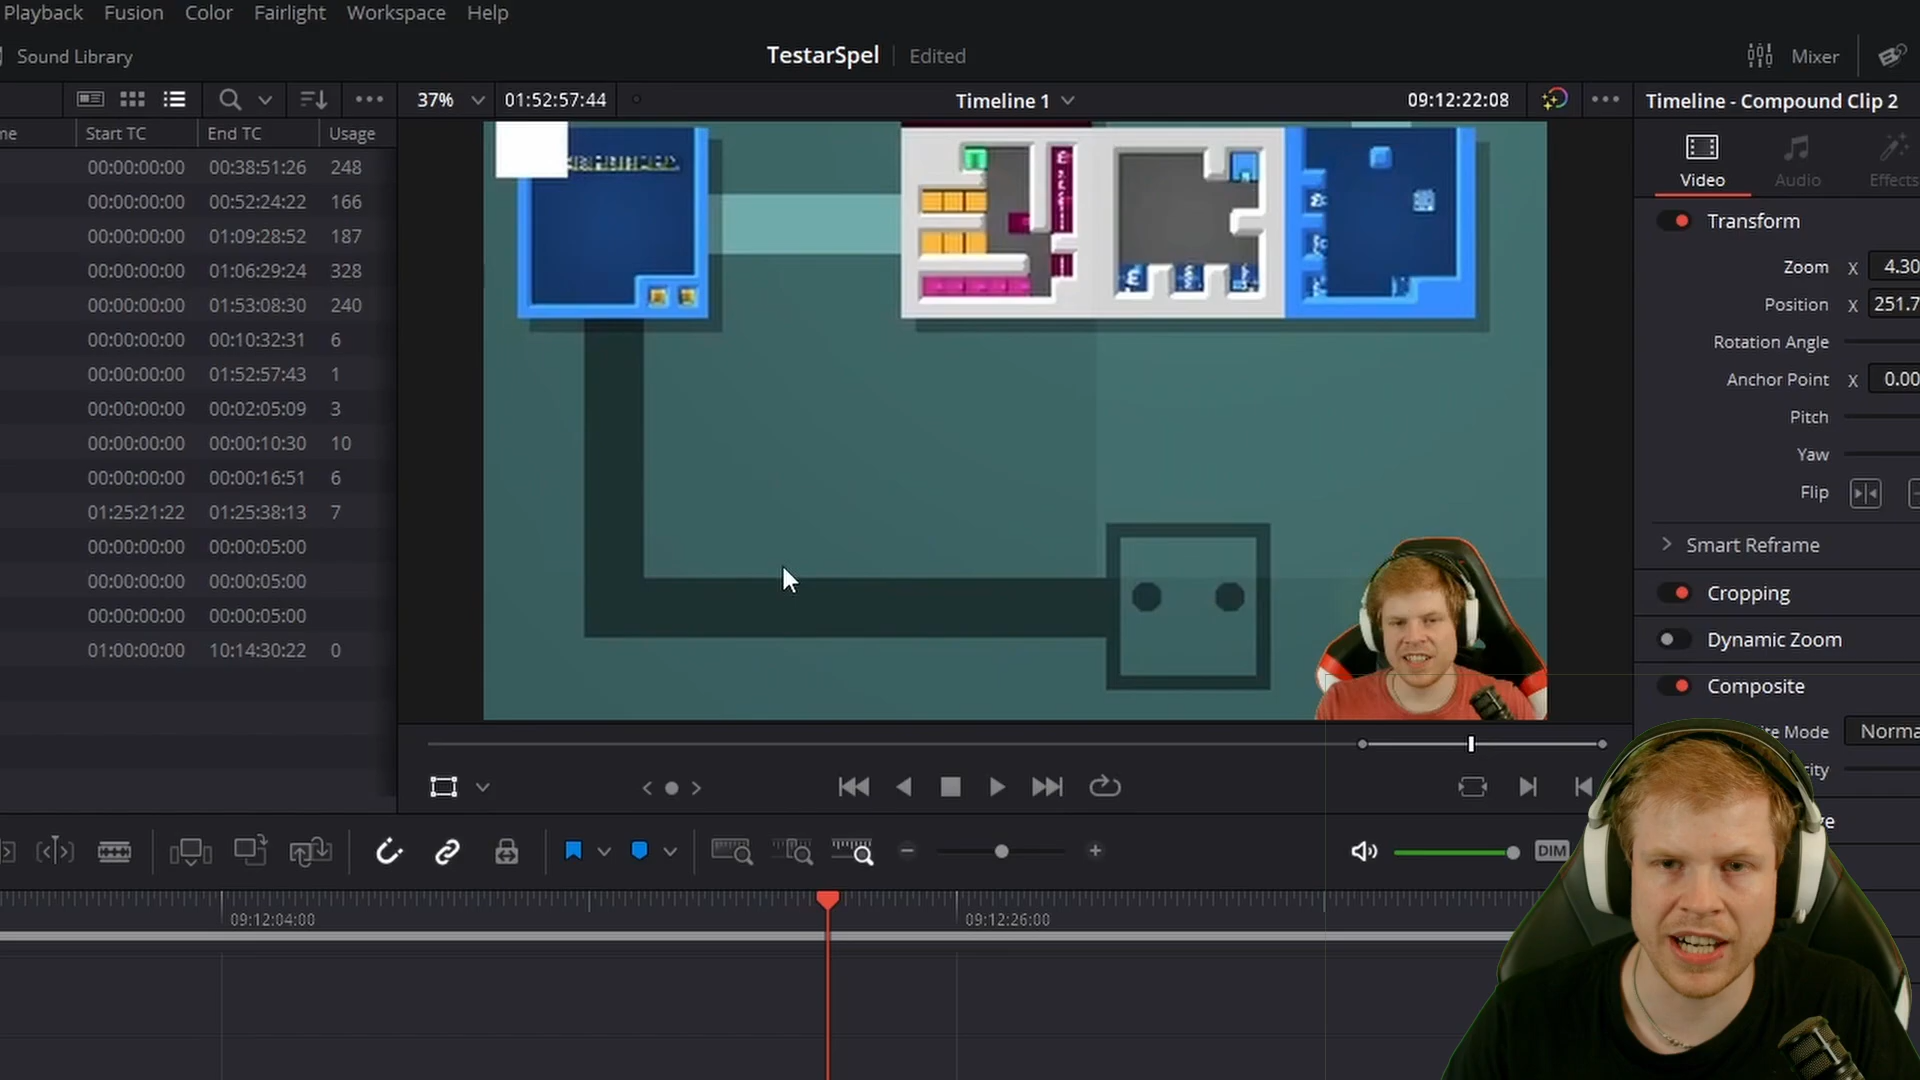 Playback Fusion Color Fairlight Workspace Help
Sound Library
TestarSpel Edited
Mixer
37% 01:52:57:44
Timeline 1
09:12:22:08
Timeline - Compound Clip 2
Start TC End TC Usage
00:00:00:00 00:38:51:26 248
00:00:00:00 00:52:24:22 166
00:00:00:00 01:09:28:52 187
00:00:00:00 01:06:29:24 328
00:00:00:00 01:53:08:30 240
00:00:00:00 00:10:32:31 6
00:00:00:00 01:52:57:43 1
00:00:00:00 00:02:05:09 3
00:00:00:00 00:00:10:30 10
00:00:00:00 00:00:16:51 6
01:25:21:22 01:25:38:13 7
00:00:00:00 00:00:05:00
00:00:00:00 00:00:05:00
00:00:00:00 00:00:05:00
01:00:00:00 10:14:30:22 0
Video Audio Effects
Transform
Zoom X 4.30
Position X 251.7
Rotation Angle
Anchor Point X 0.00
Pitch
Yaw
Flip
Smart Reframe
Cropping
Dynamic Zoom
Composite
Mode Norma
DIM
09:12:04:00
09:12:26:00